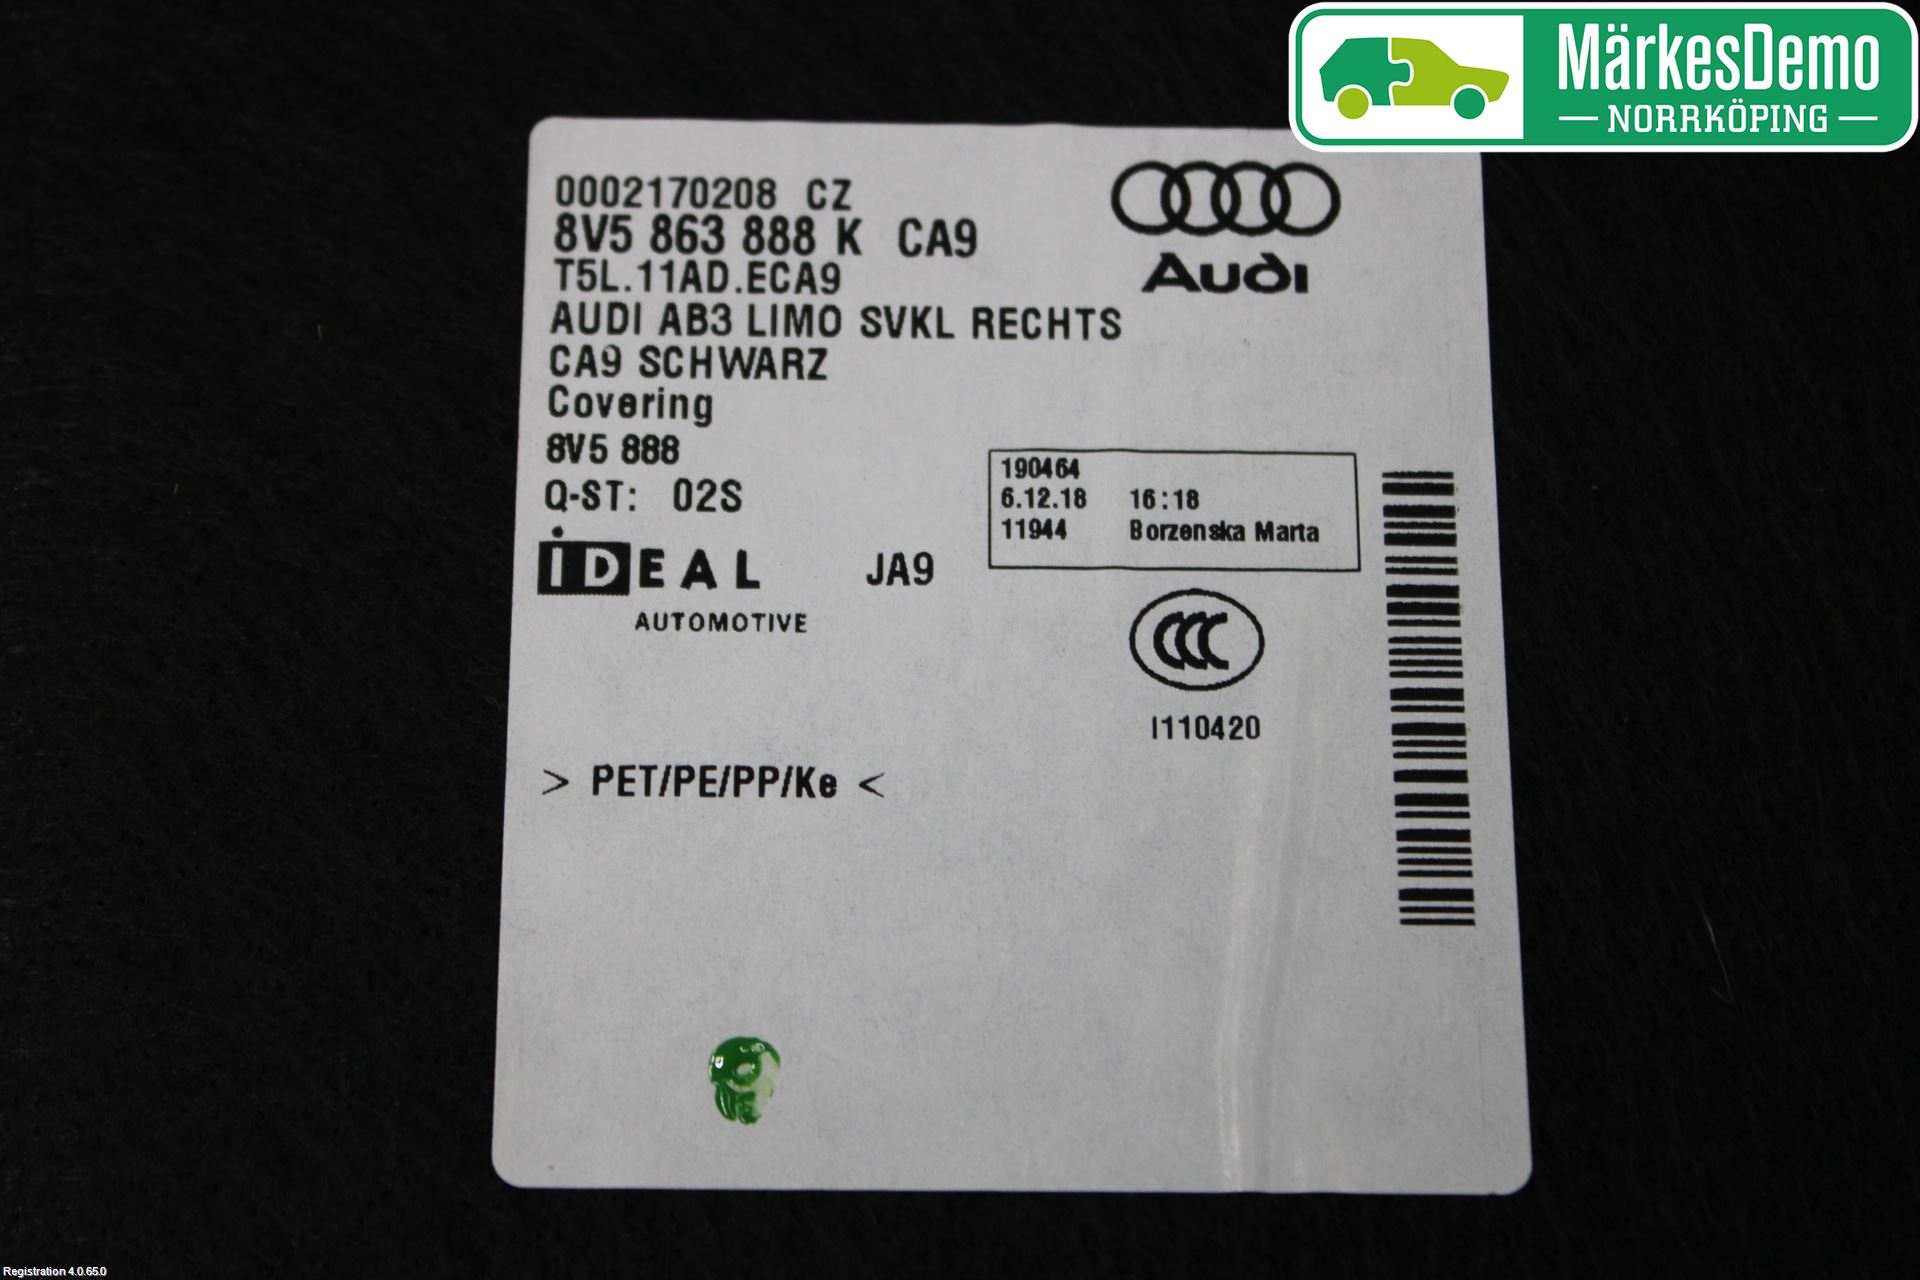 MärkesDemo
NORRKÖPING
0002170208 CZ
8V5 863 888 K CA9
T5L.11AD.ECA9
AUDI AB3 LIMO SVKL RECHTS
CA9 SCHWARZ
Covering
8V5 888
Q-ST: 02S
Audi
190464
6.12.18 16:18
11944 Borzenska Marta
IDEAL
AUTOMOTIVE
JA9
CCC
I110420
> PET/PE/PP/Ke <
Registration 4.0.65.0